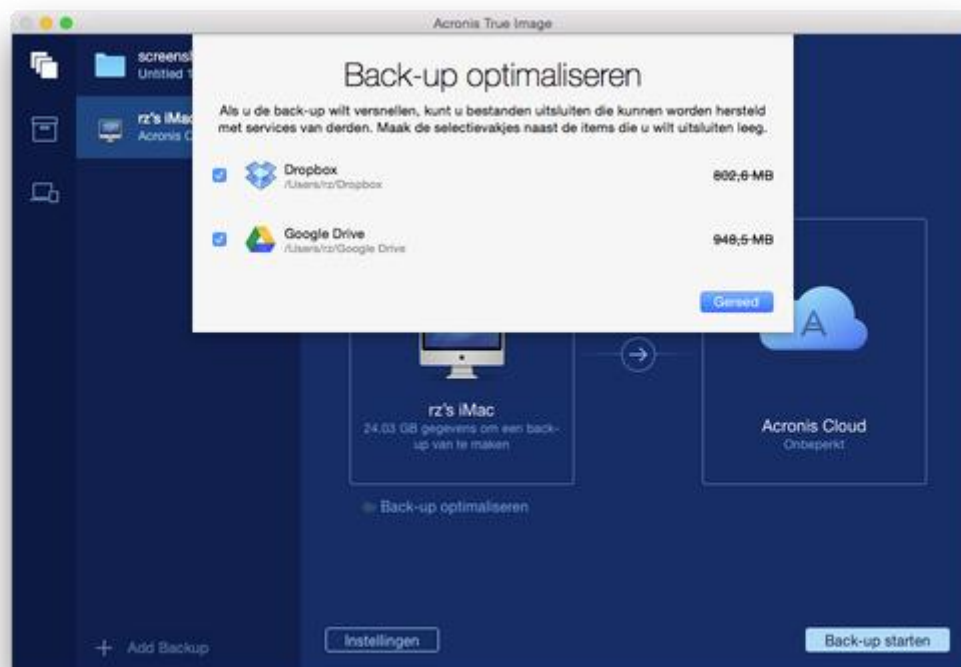 Acronis True Image
screensh
Untitled 1
rz's iMac
Acronis C
Back-up optimaliseren
Als u de back-up wilt versnellen, kunt u bestanden uitsluiten die kunnen worden hersteld
met services van derden. Maak de selectievakjes naast de items die u wilt uitsluiten leeg.
Dropbox
/Users/rz/Dropbox
802,6 MB
Google Drive
/Users/rz/Google Drive
948,5 MB
Gereed
rz's iMac
24.03 GB gegevens om een back-
up van te maken
Acronis Cloud
Onbeperkt
Back-up optimaliseren
Add Backup
Instellingen
Back-up starten